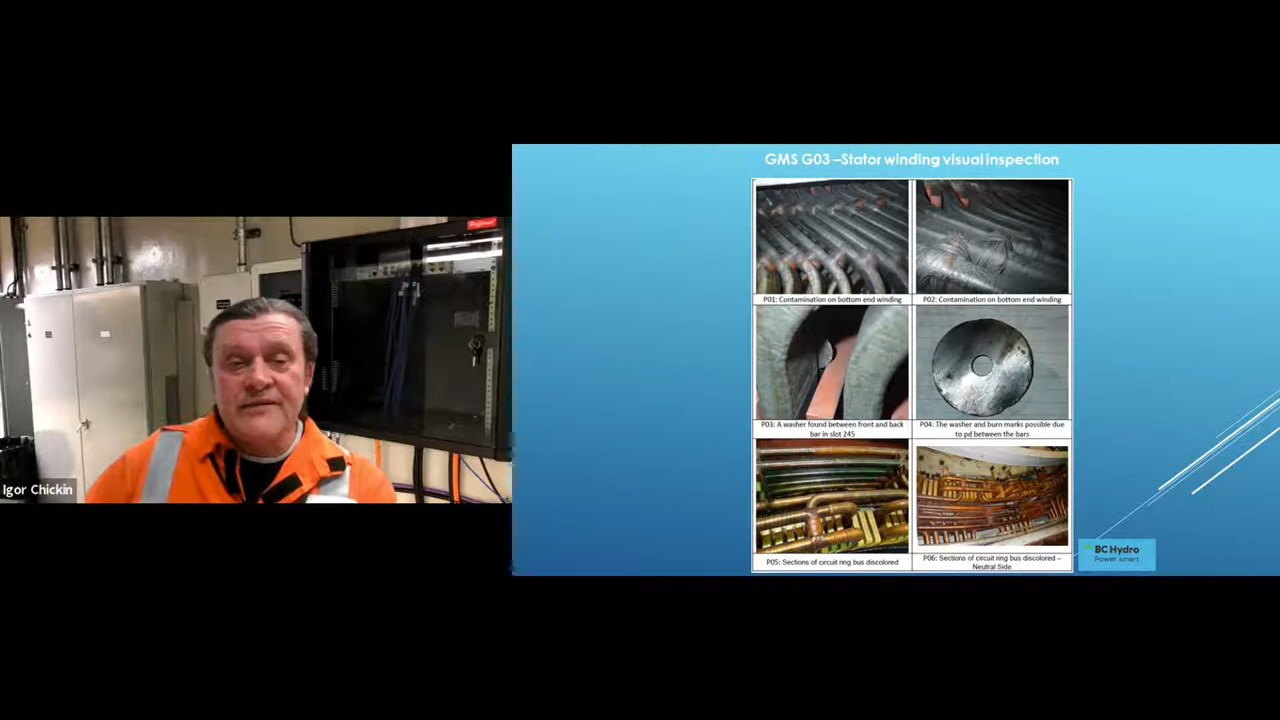 GMS G03 –Stator winding visual inspection
P01: Contamination on bottom end winding
P02: Contamination on bottom end winding
P03: A washer found between front and back
bar in slot 245
P04: The washer and burn marks possible due
to pd between the bars
P05: Sections of circuit ring bus discolored
P06: Sections of circuit ring bus discolored –
Neutral Side
Igor Chickin
BC Hydro
Power smart